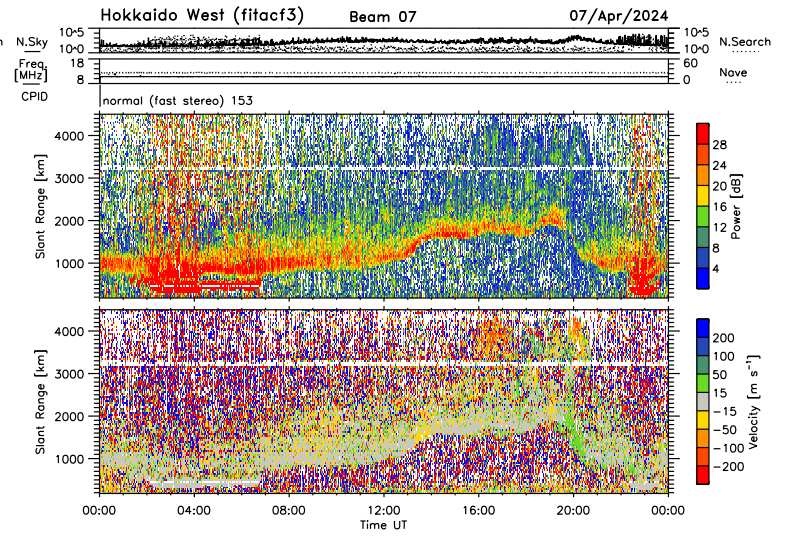 Hokkaido West (fitacf3) Beam 07 07/Apr/2024
n N.Sky 10^5 10^0 10^5 10^0 N.Search
Freq. [MHz] 18 8 60 0 Nave
CPID normal (fast stereo) 153
Slant Range [km] 4000 3000 2000 1000
28 24 20 16 12 8 4 Power [dB]
Slant Range [km] 4000 3000 2000 1000
200 100 50 15 −15 −50 −100 −200 Velocity [m s⁻¹]
00:00 04:00 08:00 12:00 16:00 20:00 00:00
Time UT